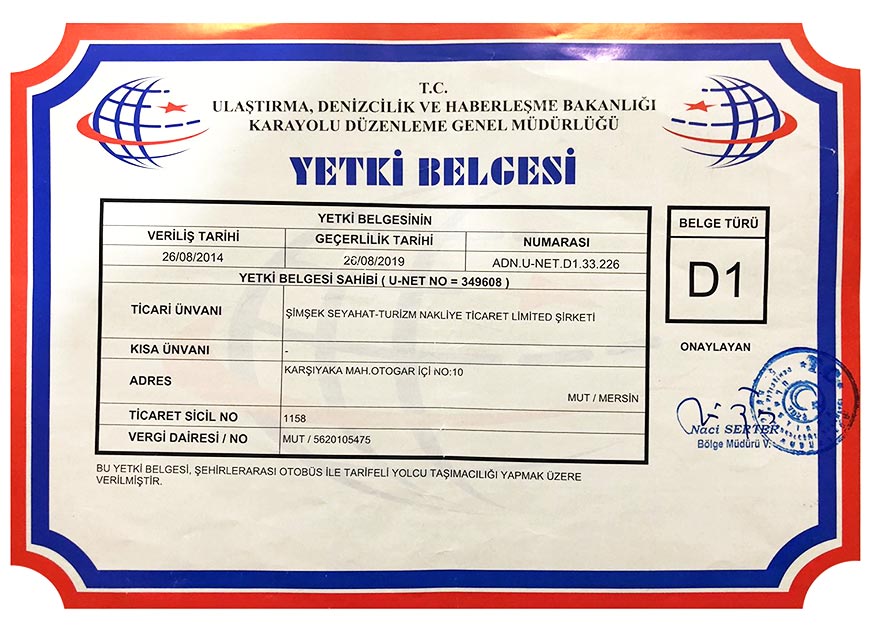 T.C.
ULAŞTIRMA, DENİZCİLİK VE HABERLEŞME BAKANLIĞI
KARAYOLU DÜZENLEME GENEL MÜDÜRLÜĞÜ
YETKİ BELGESİ
YETKİ BELGESİNİN
VERİLİŞ TARİHİ GEÇERLİLİK TARİHİ NUMARASI
26/08/2014 26/08/2019 ADN.U-NET.D1.33.226
YETKİ BELGESİ SAHİBİ ( U-NET NO = 349608 )
TİCARİ ÜNVANI ŞİMŞEK SEYAHAT-TURİZM NAKLİYE TİCARET LİMİTED ŞİRKETİ
KISA ÜNVANI -
ADRES KARŞIYAKA MAH.OTOGAR İÇİ NO:10
MUT / MERSİN
TİCARET SİCİL NO 1158
VERGİ DAİRESİ / NO MUT / 5620105475
BELGE TÜRÜ
D1
ONAYLAYAN
T.C.
Naci SERTER
Bölge Müdürü V.
BU YETKİ BELGESİ, ŞEHİRLERARASI OTOBÜS İLE TARİFELİ YOLCU TAŞIMACILIĞI YAPMAK ÜZERE
VERİLMİŞTİR.